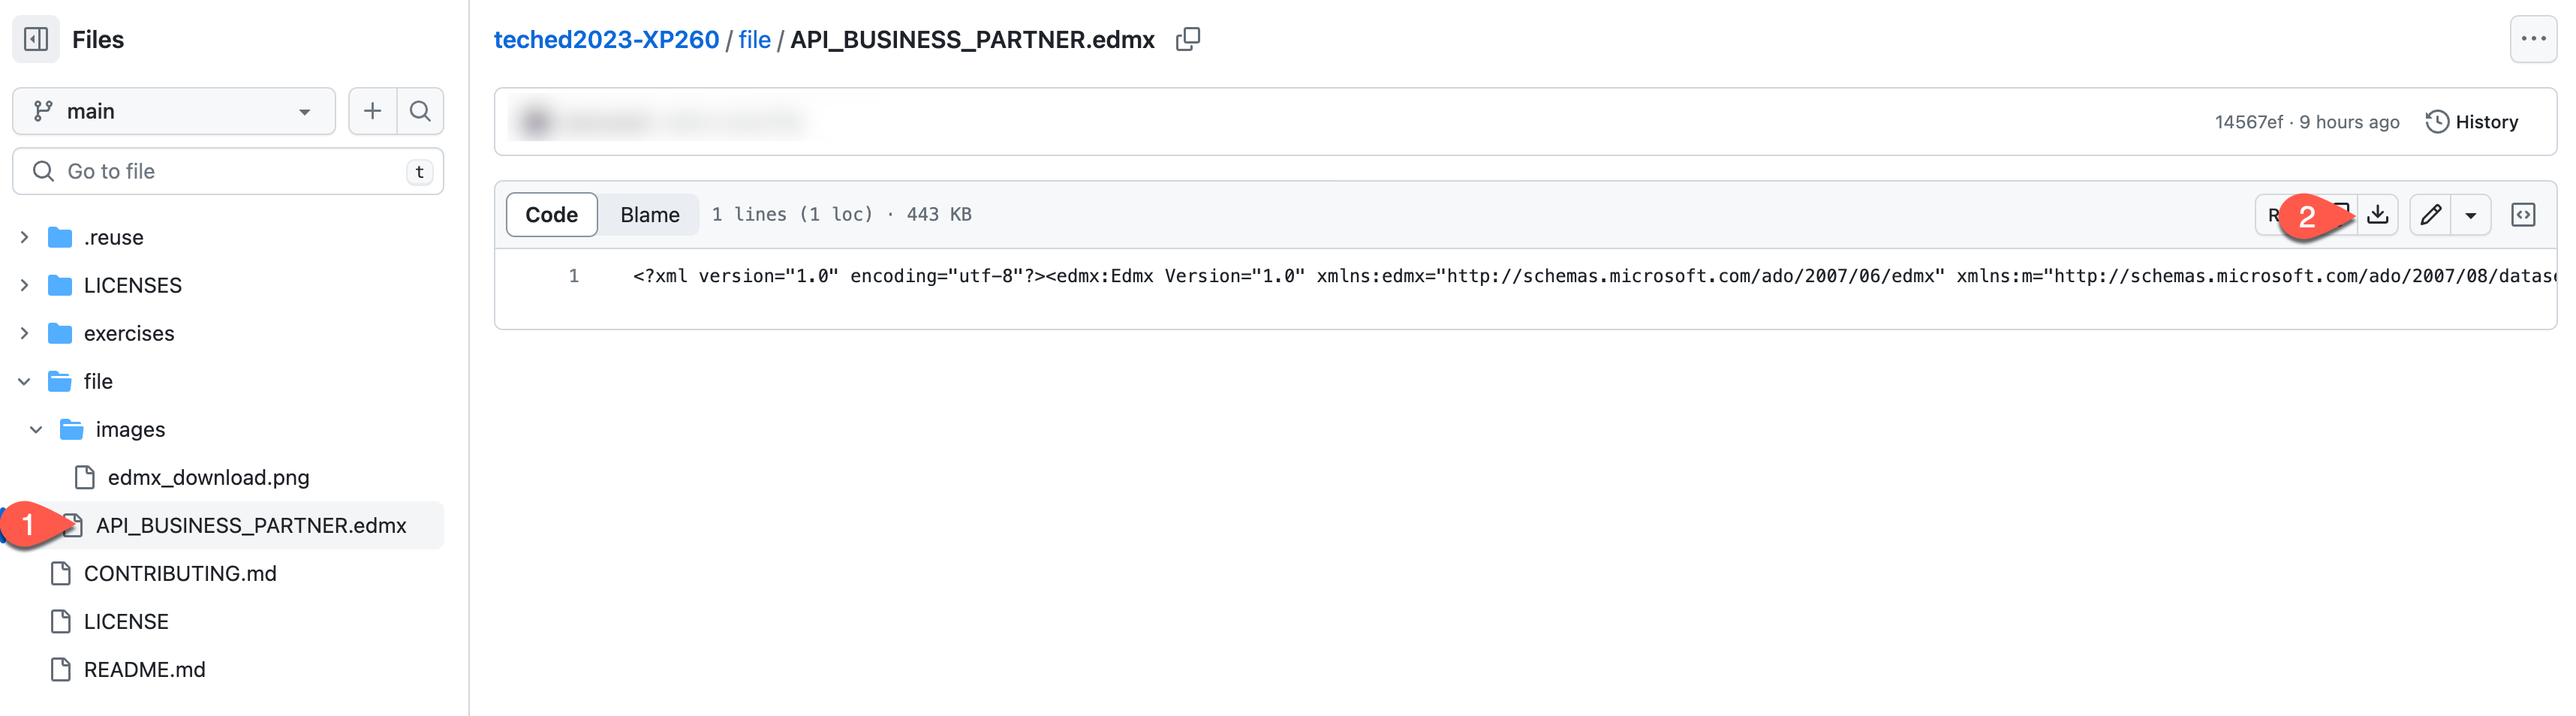 Files
main
Go to file
t
.reuse
LICENSES
exercises
file
images
edmx_download.png
1
API_BUSINESS_PARTNER.edmx
CONTRIBUTING.md
LICENSE
README.md
teched2023-XP260 / file / API_BUSINESS_PARTNER.edmx
14567ef · 9 hours ago
History
Code
Blame
1 lines (1 loc) · 443 KB
2
1 <?xml version="1.0" encoding="utf-8"?><edmx:Edmx Version="1.0" xmlns:edmx="http://schemas.microsoft.com/ado/2007/06/edmx" xmlns:m="http://schemas.microsoft.com/ado/2007/08/datase